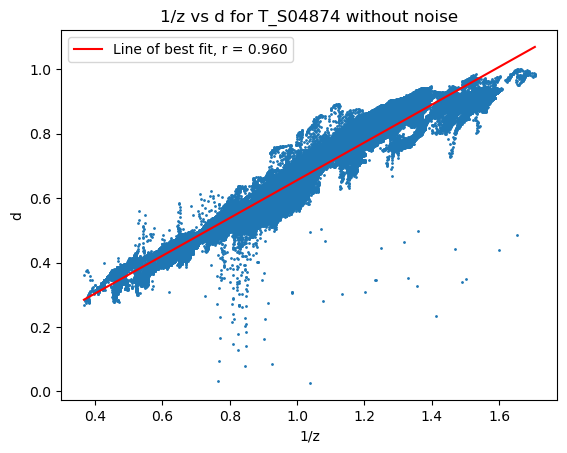 1/z vs d for T_S04874 without noise
Line of best fit, r = 0.960
1.0
0.8
0.6
0.4
0.2
0.0
d
0.4 0.6 0.8 1.0 1.2 1.4 1.6
1/z